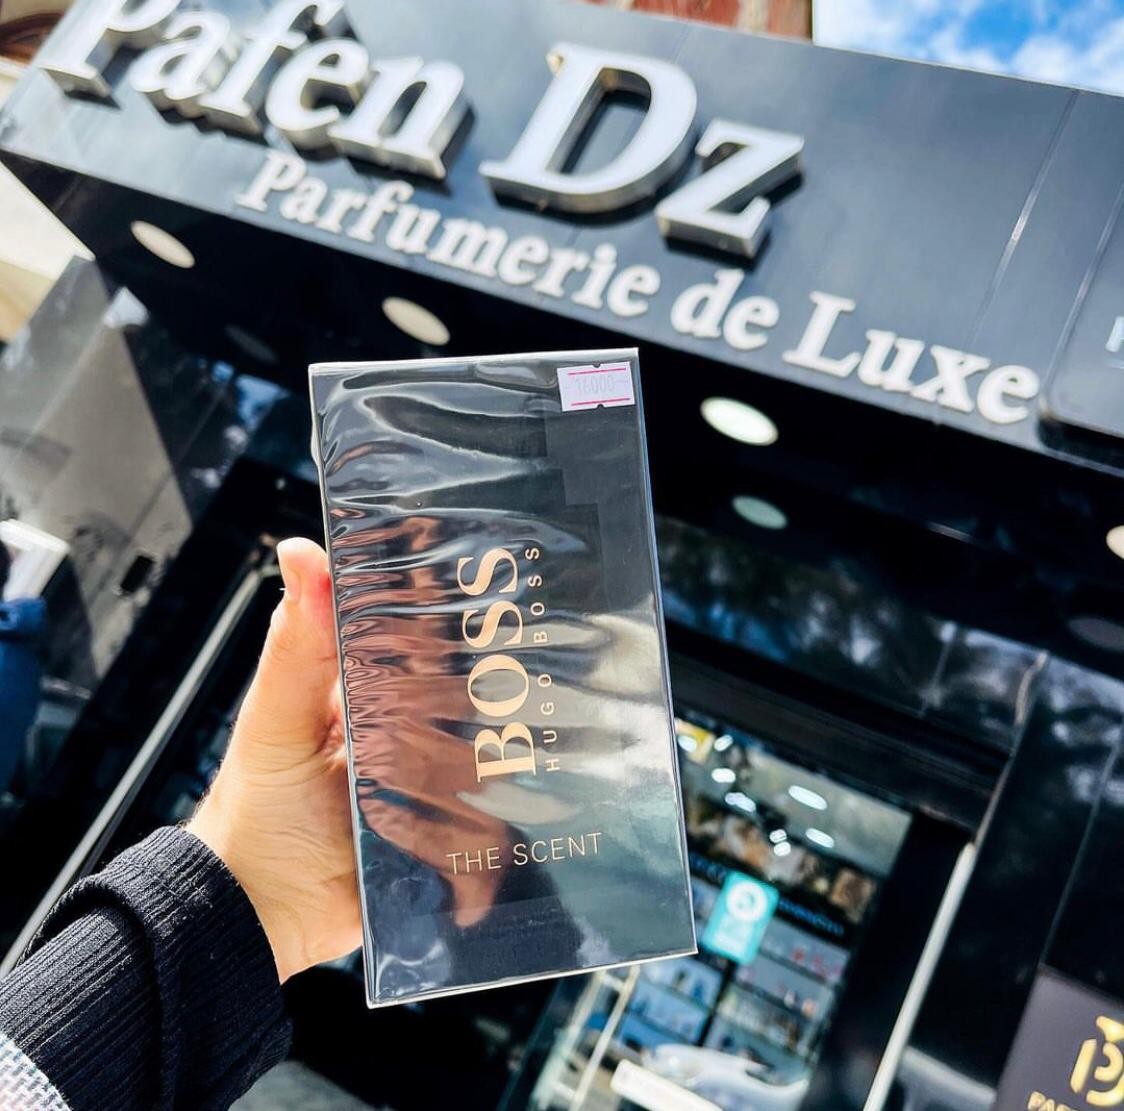 Pafen Dz
Parfumerie de Luxe
16000
BOSS
HUGO BOSS
THE SCENT